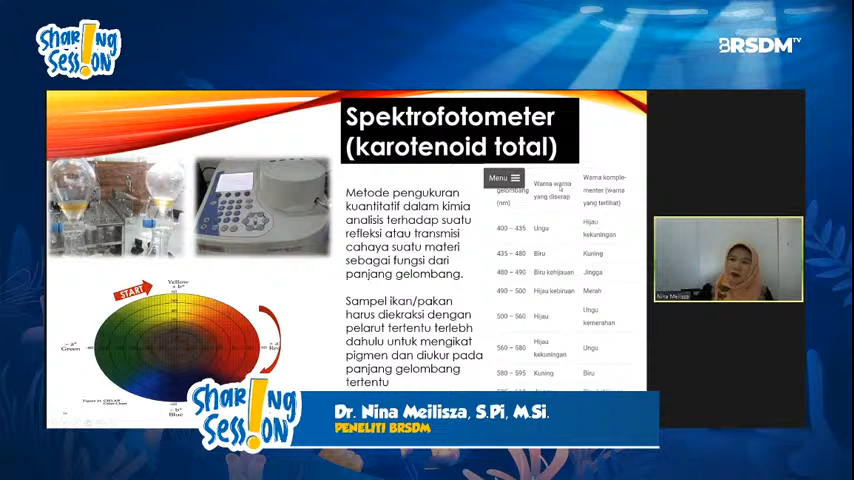 Sharing
Session
BRSDM TV
Spektrofotometer
(karotenoid total)
Metode pengukuran
kuantitatif dalam kimia
analisis terhadap suatu
refleksi atau transmisi
cahaya suatu materi
sebagai fungsi dari
panjang gelombang.
Sampel ikan/pakan
harus diekraksi dengan
pelarut tertentu terlebh
dahulu untuk mengikat
pigmen dan diukur pada
panjang gelombang
tertentu
Menu
gelombang
(nm)
Warna warna
yang diserap
Warna komple-
menter (warna
yang terlihat)
400 – 435 Ungu Hijau
kekuningan
435 – 480 Biru Kuning
480 – 490 Biru kehijauan Jingga
490 – 500 Hijau kebiruan Merah
500 – 560 Hijau Ungu
kemerahan
560 – 580 Hijau
kekuningan Ungu
580 – 595 Kuning Biru
START
Yellow
+ b*
– a*
Green
+ a
Red
– b*
Blue
Nina Meilisza
Sharing
Session
Dr. Nina Meilisza, S.Pi, M.Si.
PENELITI BRSDM